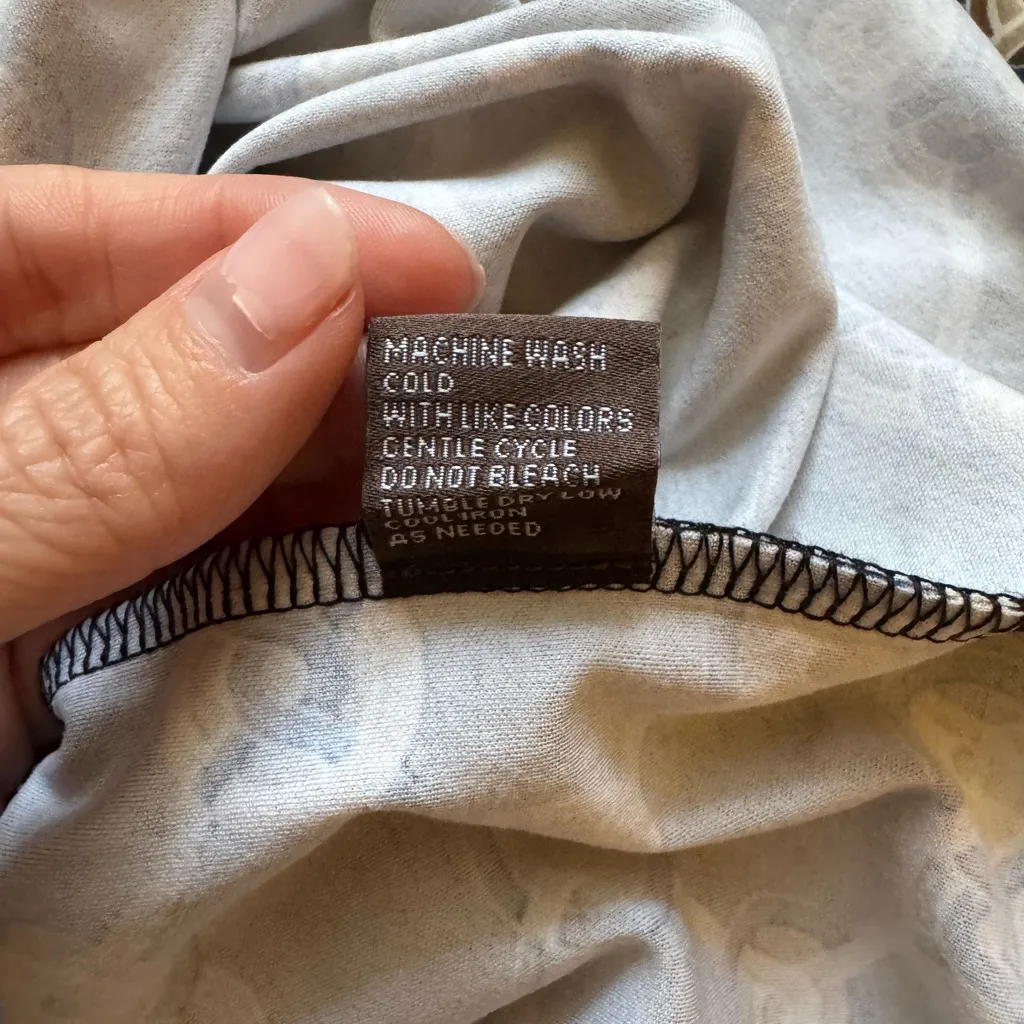 MACHINE WASH
COLD
WITH LIKE COLORS
GENTLE CYCLE
DO NOT BLEACH
TUMBLE DRY LOW
COOL IRON
AS NEEDED